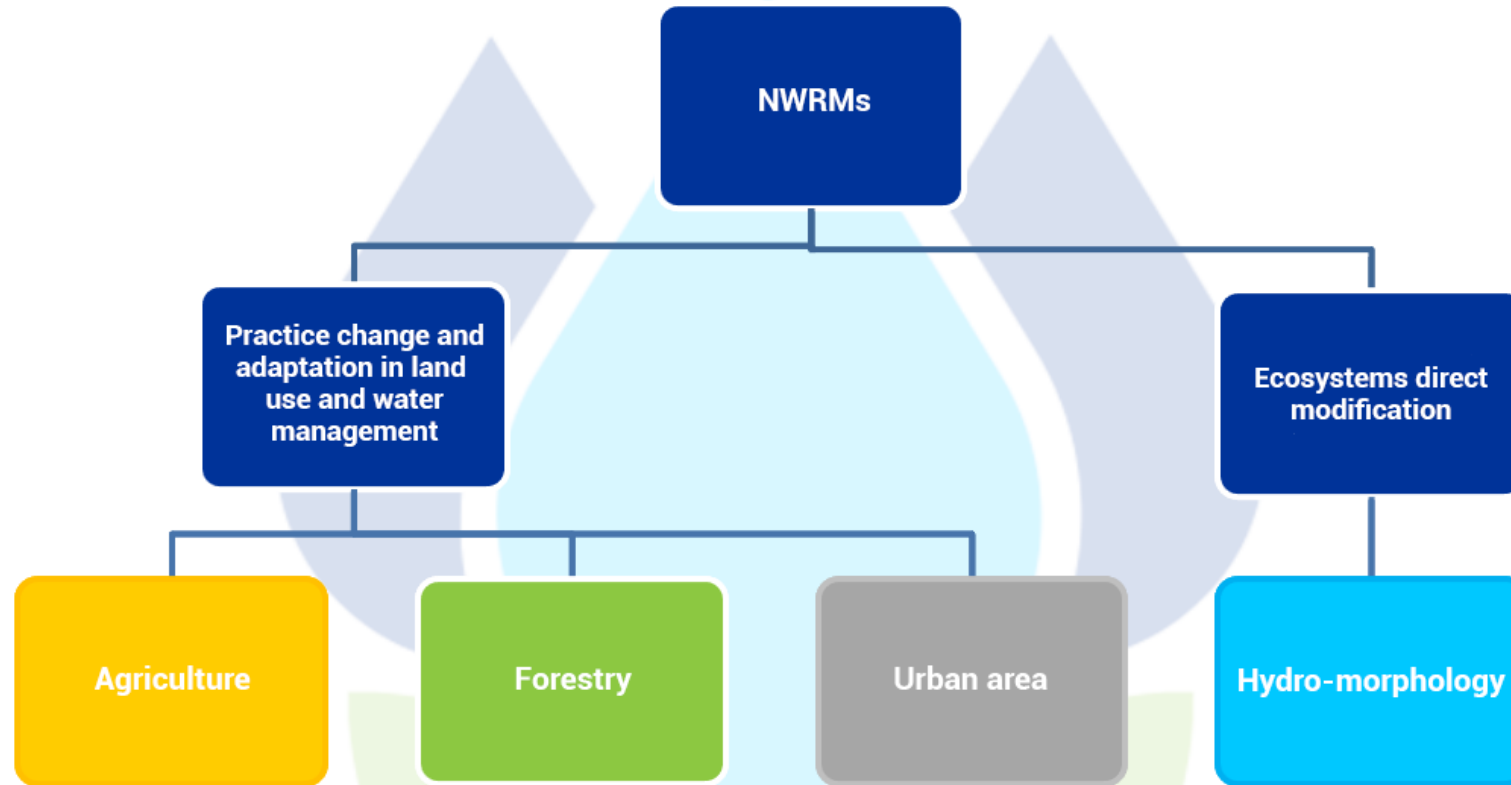 NWRMs
Practice change and
adaptation in land
use and water
management
Ecosystems direct
modification
Agriculture
Forestry
Urban area
Hydro-morphology